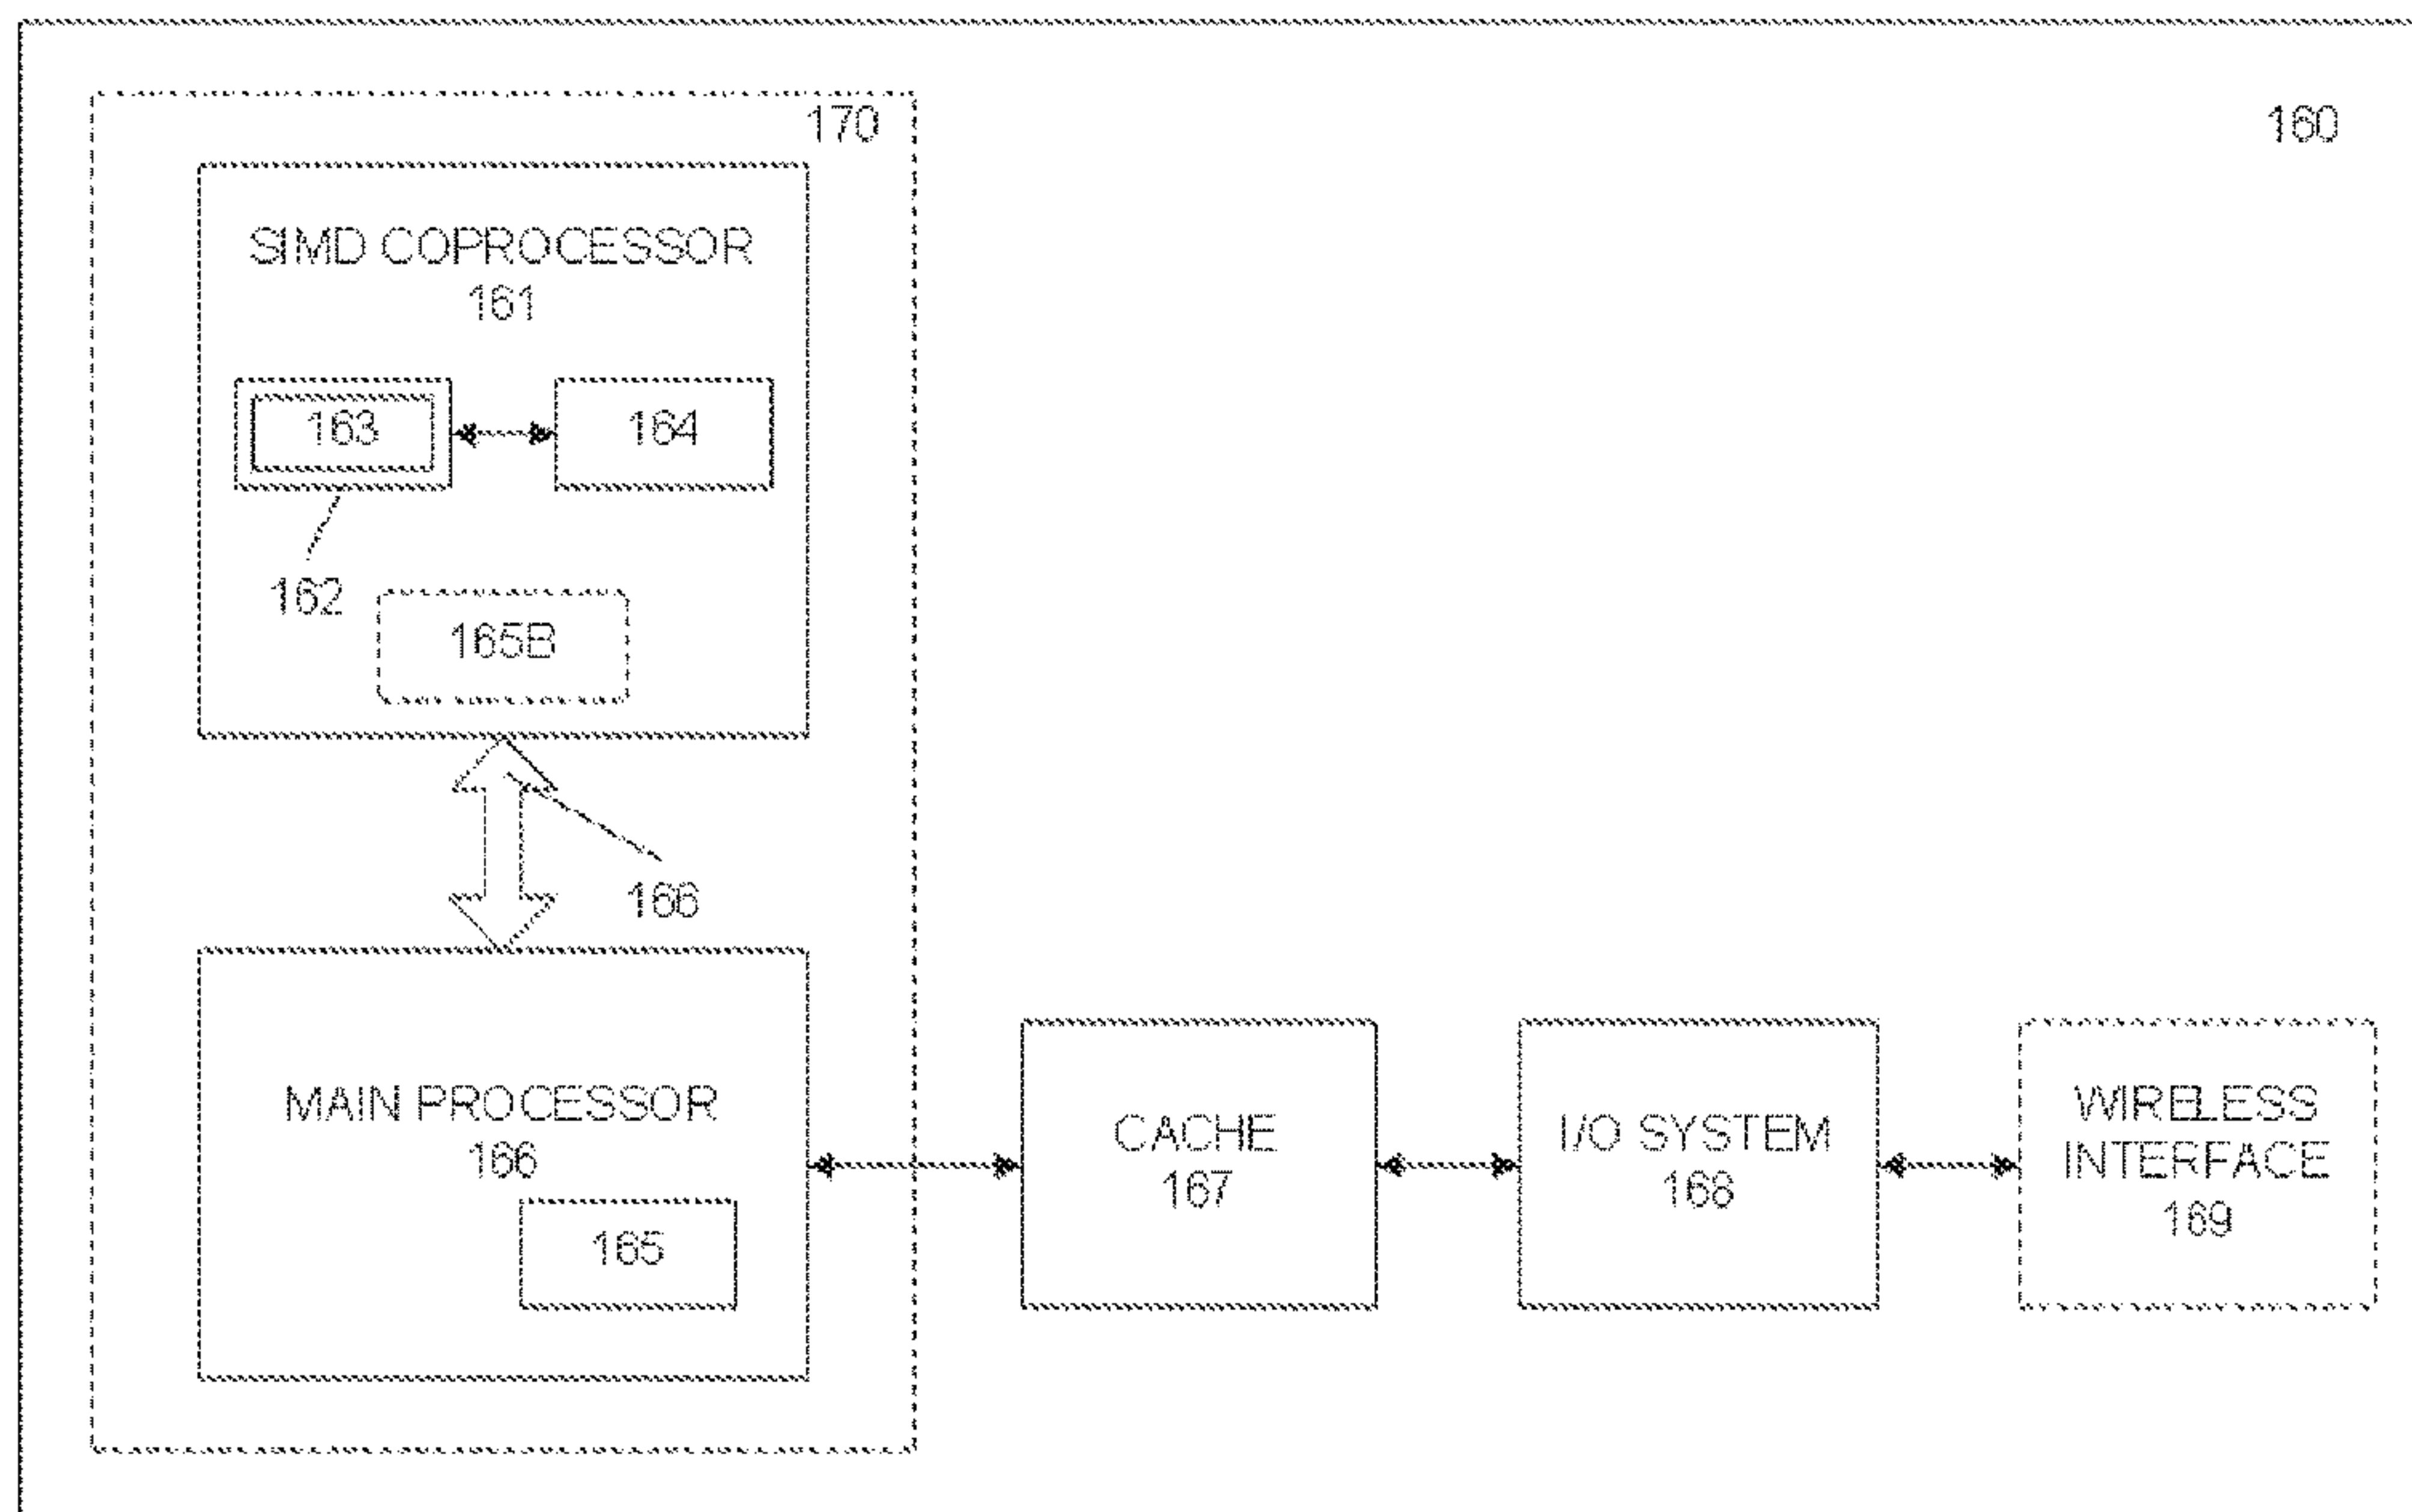 170
160
SIMD COPROCESSOR
161
163
164
162
165B
166
MAIN PROCESSOR
166
165
CACHE
167
I/O SYSTEM
168
WIRELESS
INTERFACE
169